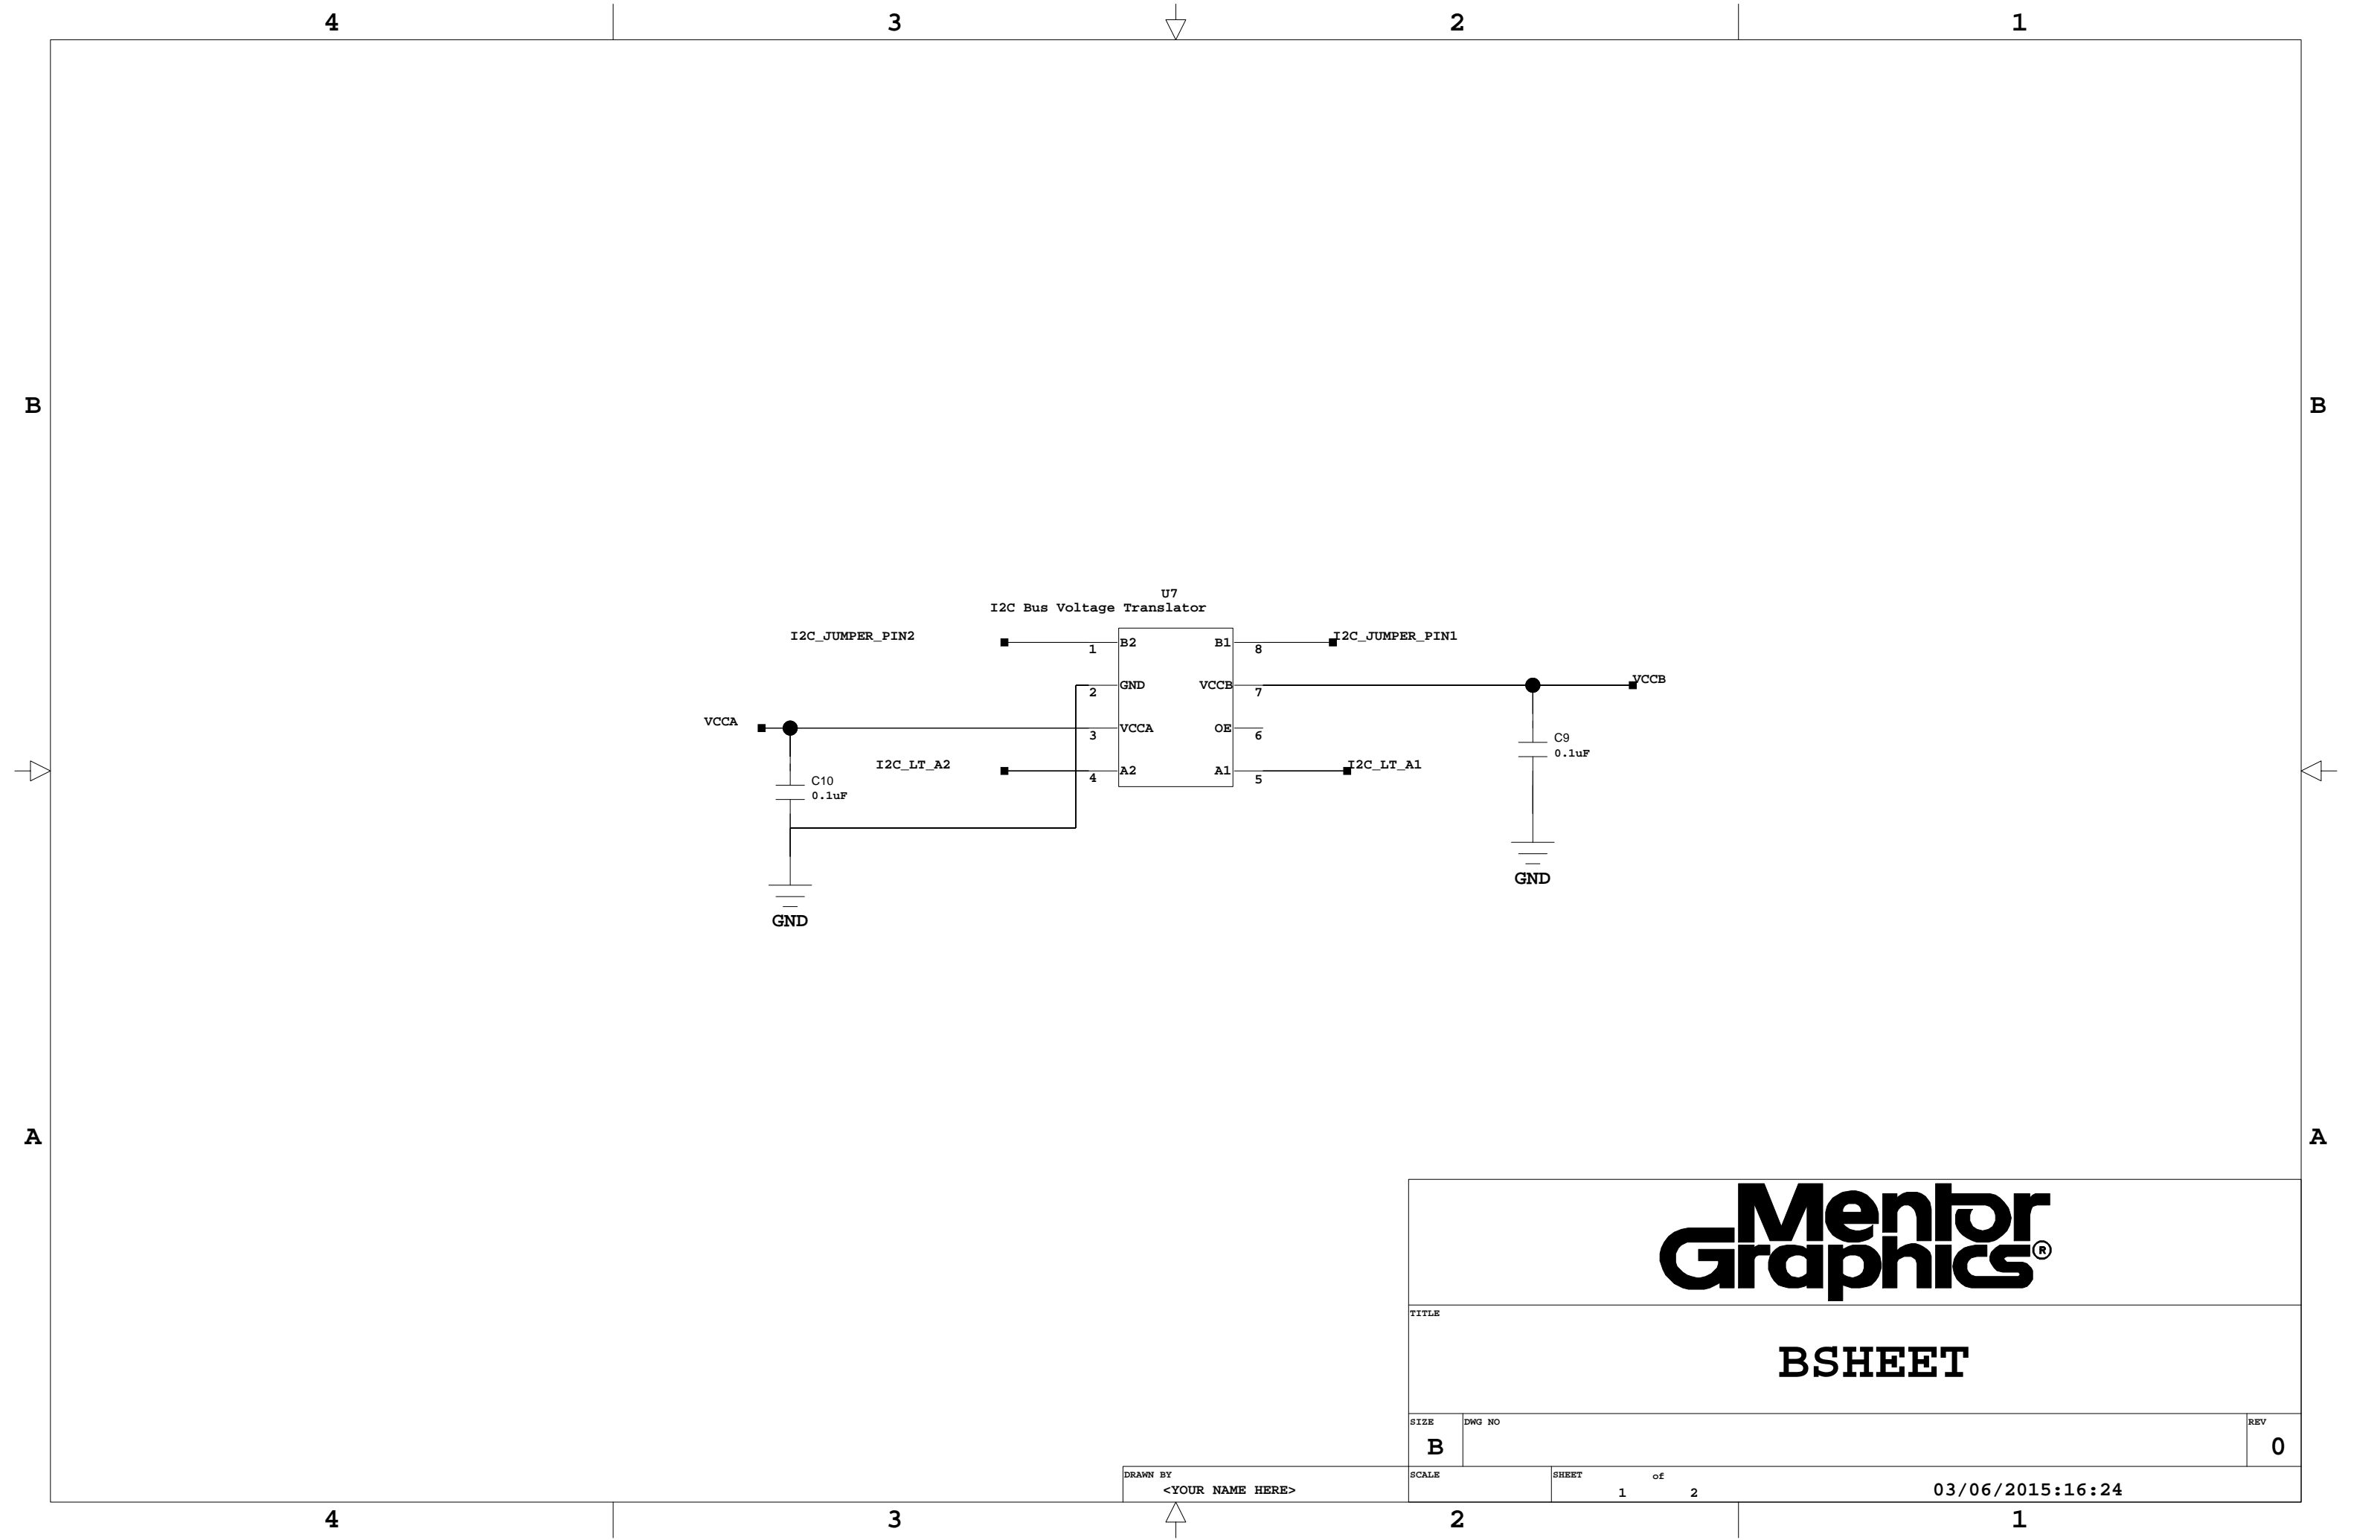 4 3 2 1
B B
U7
I2C Bus Voltage Translator
I2C_JUMPER_PIN2 1 B2 B1 8 I2C_JUMPER_PIN1
2 GND VCCB 7 VCCB
VCCA 3 VCCA OE 6
C9
0.1uF
I2C_LT_A2 4 A2 A1 5 I2C_LT_A1
C10
0.1uF
GND
GND
A A
Mentor
Graphics®
TITLE
BSHEET
SIZE DWG NO REV
B 0
DRAWN BY SCALE SHEET of
<YOUR NAME HERE> 1 2 03/06/2015:16:24
4 3 2 1